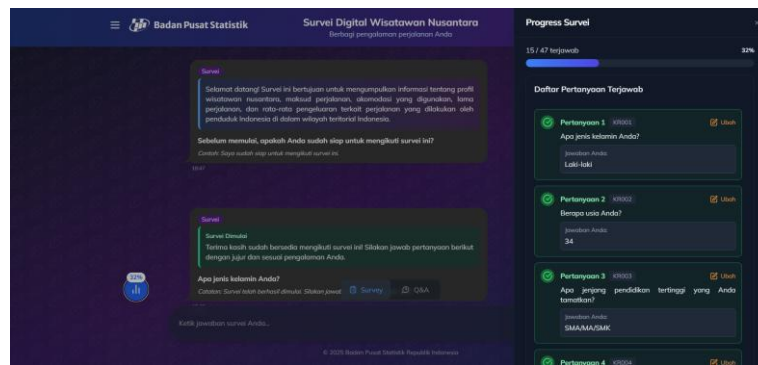 Badan Pusat Statistik
Survei Digital Wisatawan Nusantara
Berbagi pengalaman perjalanan Anda
Survei
Selamat datang! Survei ini bertujuan untuk mengumpulkan informasi tentang profil
wisatawan nusantara, maksud perjalanan, akomodasi yang digunakan, lama
perjalanan, dan rata-rata pengeluaran terkait perjalanan yang dilakukan oleh
penduduk Indonesia di dalam wilayah teritorial Indonesia.
Sebelum memulai, apakah Anda sudah siap untuk mengikuti survei ini?
Contoh: Saya sudah siap untuk mengikuti survei ini.
Survei
Survei Dimulai
Terima kasih sudah bersedia mengikuti survei ini! Silakan jawab pertanyaan berikut
dengan jujur dan sesuai pengalaman Anda.
Apa jenis kelamin Anda?
Catatan: Survei telah berhasil dimulai. Silakan jawab
Survey
Q&A
32%
Ketik jawaban survei Anda...
© 2025 Badan Pusat Statistik Republik Indonesia
Progress Survei
15 / 47 terjawab
32%
Daftar Pertanyaan Terjawab
Pertanyaan 1 KR001 Ubah
Apa jenis kelamin Anda?
Jawaban Anda:
Laki-laki
Pertanyaan 2 KR002 Ubah
Berapa usia Anda?
Jawaban Anda:
34
Pertanyaan 3 KR003 Ubah
Apa jenjang pendidikan tertinggi yang Anda
tamatkan?
Jawaban Anda:
SMA/MA/SMK
Pertanyaan 4 KR004 Ubah